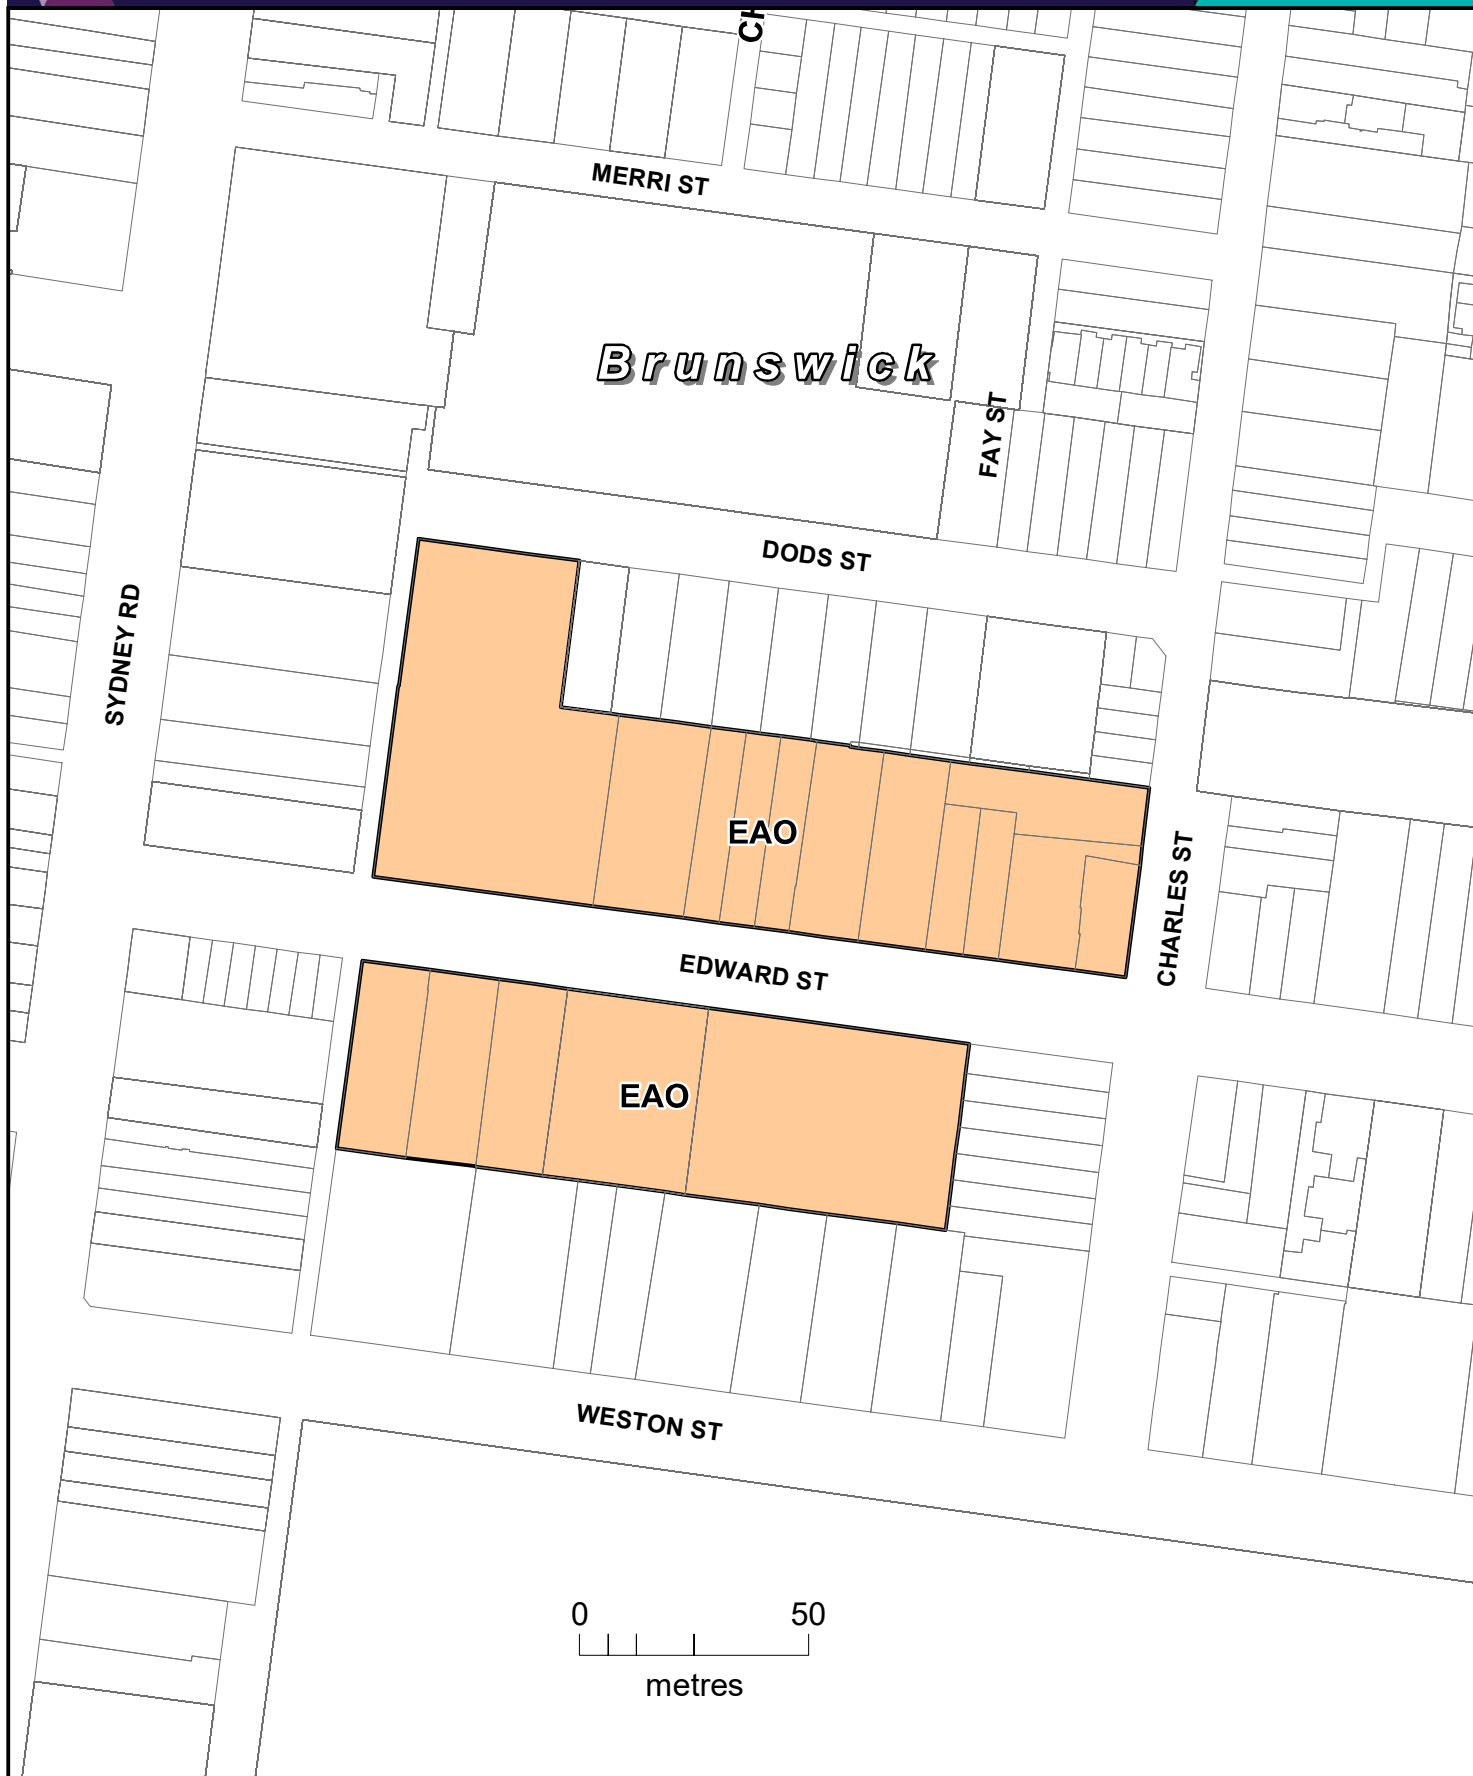 CH
MERRI ST
Brunswick
FAY ST
DODS ST
SYDNEY RD
EAO
CHARLES ST
EDWARD ST
EAO
WESTON ST
0 50
metres